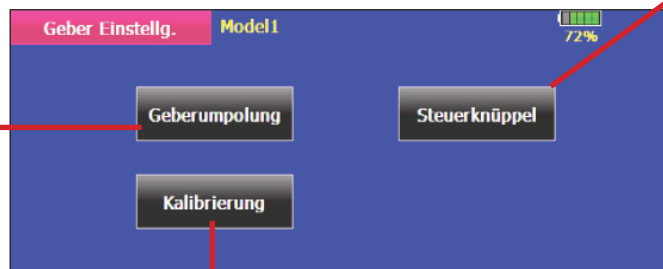 Geber Einstellg. Model1
72%
Geberumpolung Steuerknüppel
Kalibrierung